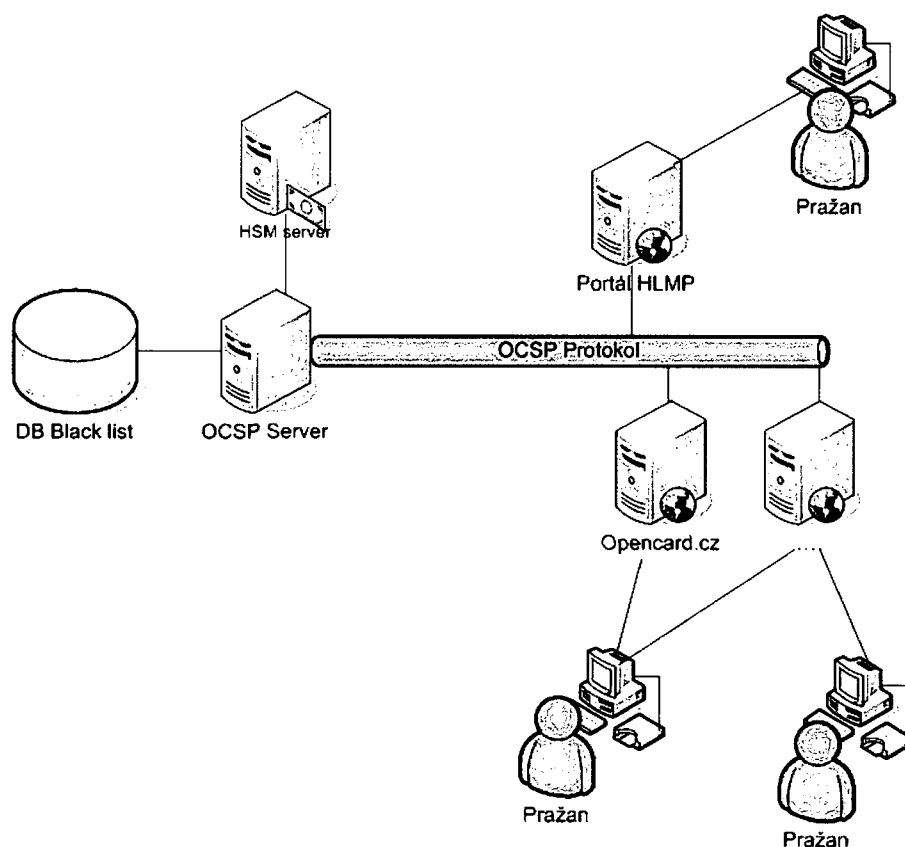 Pražan
HSM server
Portál HLMP
OCSP Protokol
DB Black list
OCSP Server
Opencard.cz
....
Pražan
Pražan